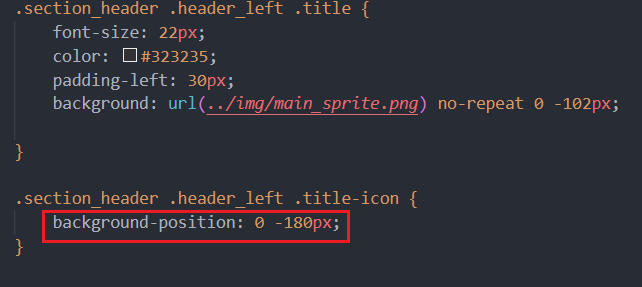 .section_header .header_left .title {
font-size: 22px;
color: #323235;
padding-left: 30px;
background: url(../img/main_sprite.png) no-repeat 0 -102px;
}
.section_header .header_left .title-icon {
background-position: 0 -180px;
}